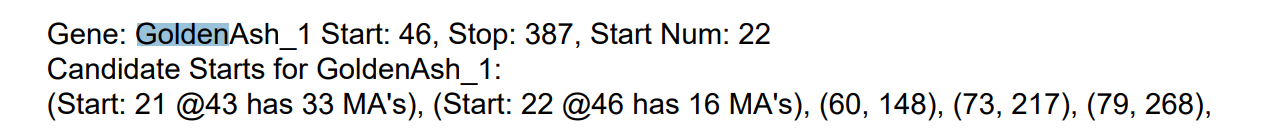 Gene: GoldenAsh_1 Start: 46, Stop: 387, Start Num: 22
Candidate Starts for GoldenAsh_1:
(Start: 21 @43 has 33 MA's), (Start: 22 @46 has 16 MA's), (60, 148), (73, 217), (79, 268),